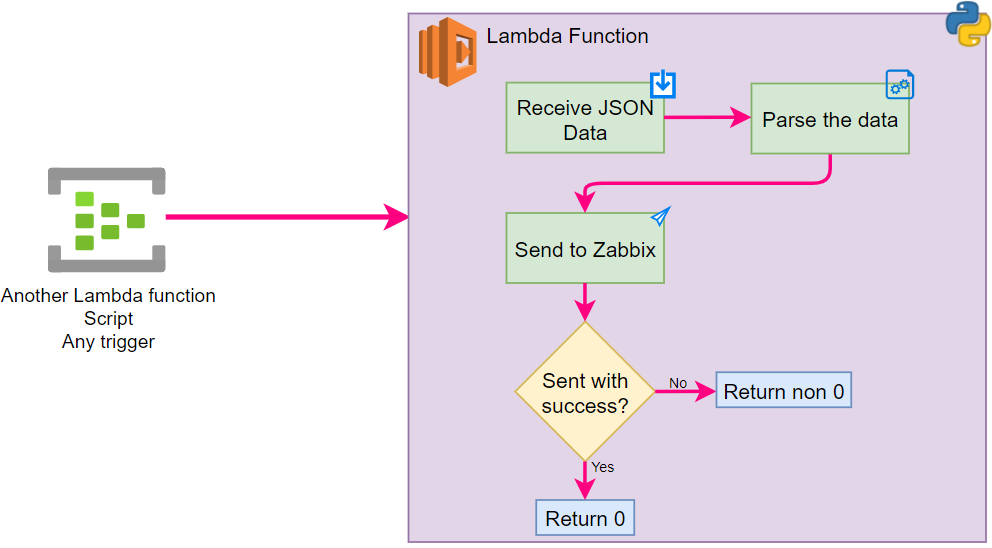 Lambda Function
Receive JSON
Data
Parse the data
Send to Zabbix
Another Lambda function
Script
Any trigger
Sent with
success?
No
Return non 0
Yes
Return 0